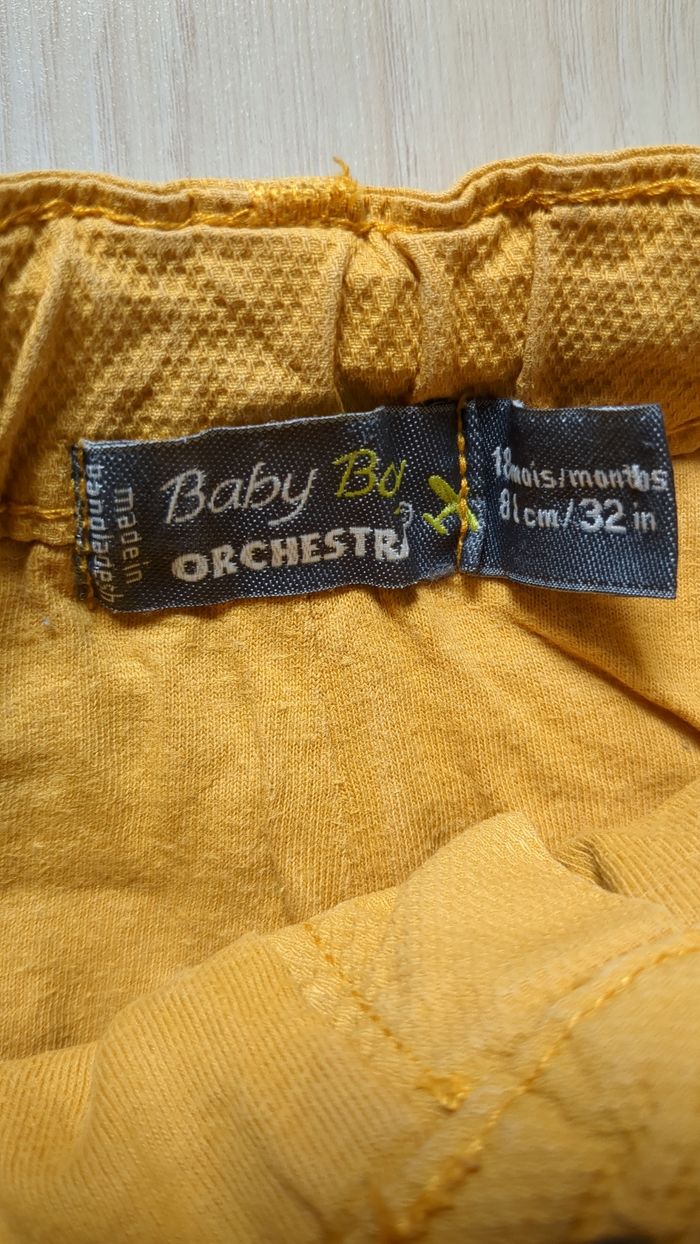 made in
bangladesh
Baby Bo
ORCHESTR
18 mois/months
81 cm/32 in